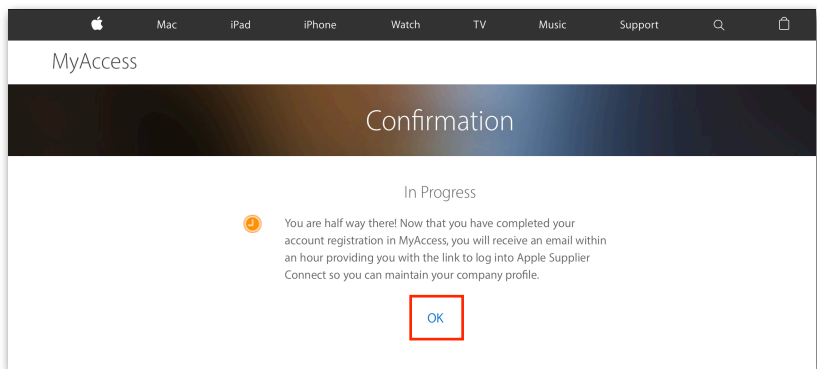 Mac iPad iPhone Watch TV Music Support
MyAccess
Confirmation
In Progress
You are half way there! Now that you have completed your
account registration in MyAccess, you will receive an email within
an hour providing you with the link to log into Apple Supplier
Connect so you can maintain your company profile.
OK